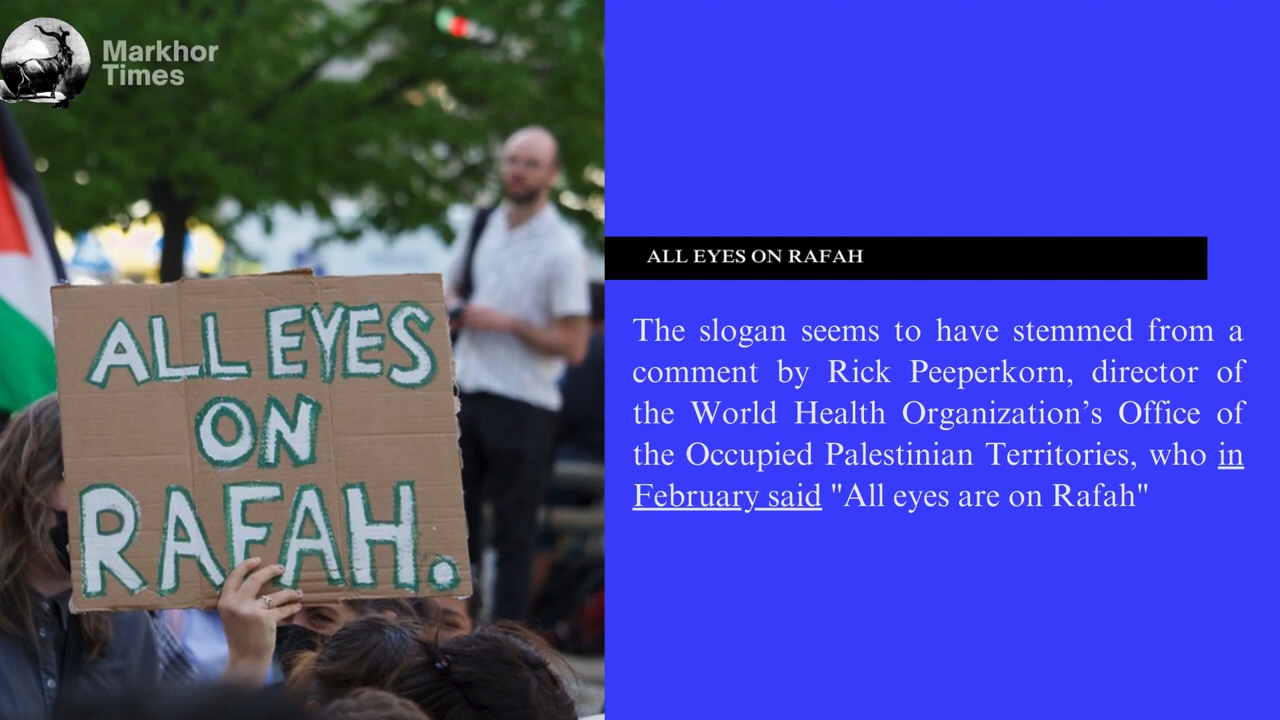 Markhor
Times
ALL EYES
ON
RAFAH.
ALL EYES ON RAFAH
The slogan seems to have stemmed from a
comment by Rick Peeperkorn, director of
the World Health Organization’s Office of
the Occupied Palestinian Territories, who in
February said "All eyes are on Rafah"